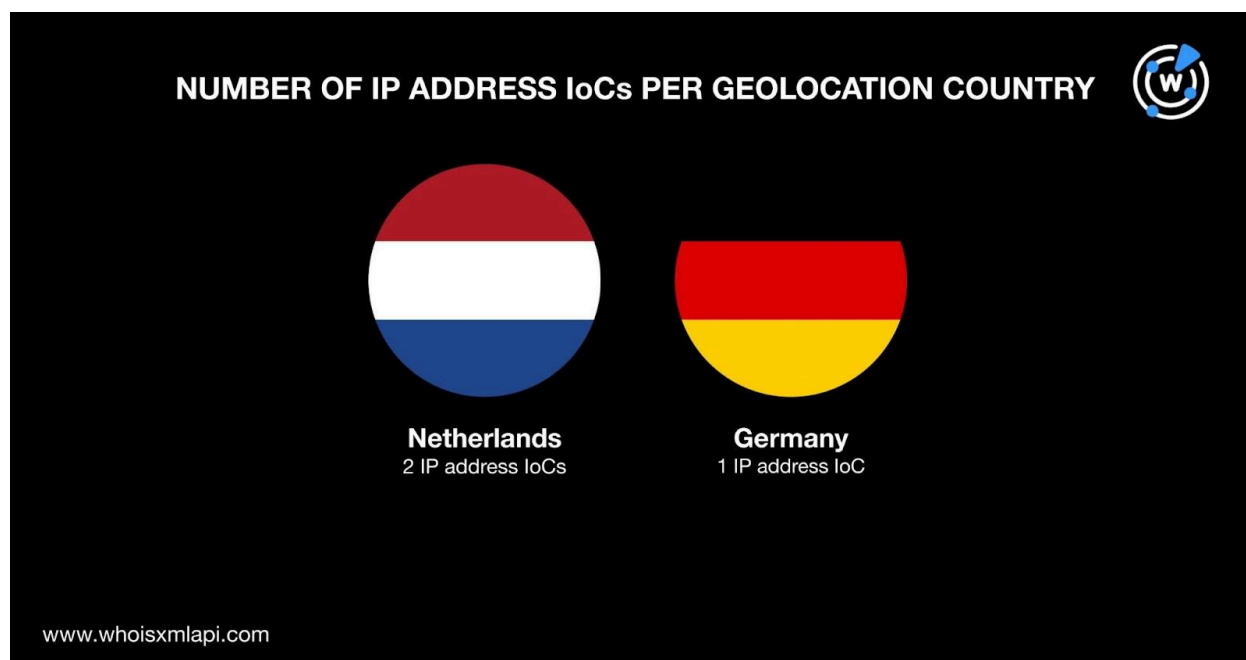 NUMBER OF IP ADDRESS IoCs PER GEOLOCATION COUNTRY
W
Netherlands
2 IP address IoCs
Germany
1 IP address IoC
www.whoisxmlapi.com